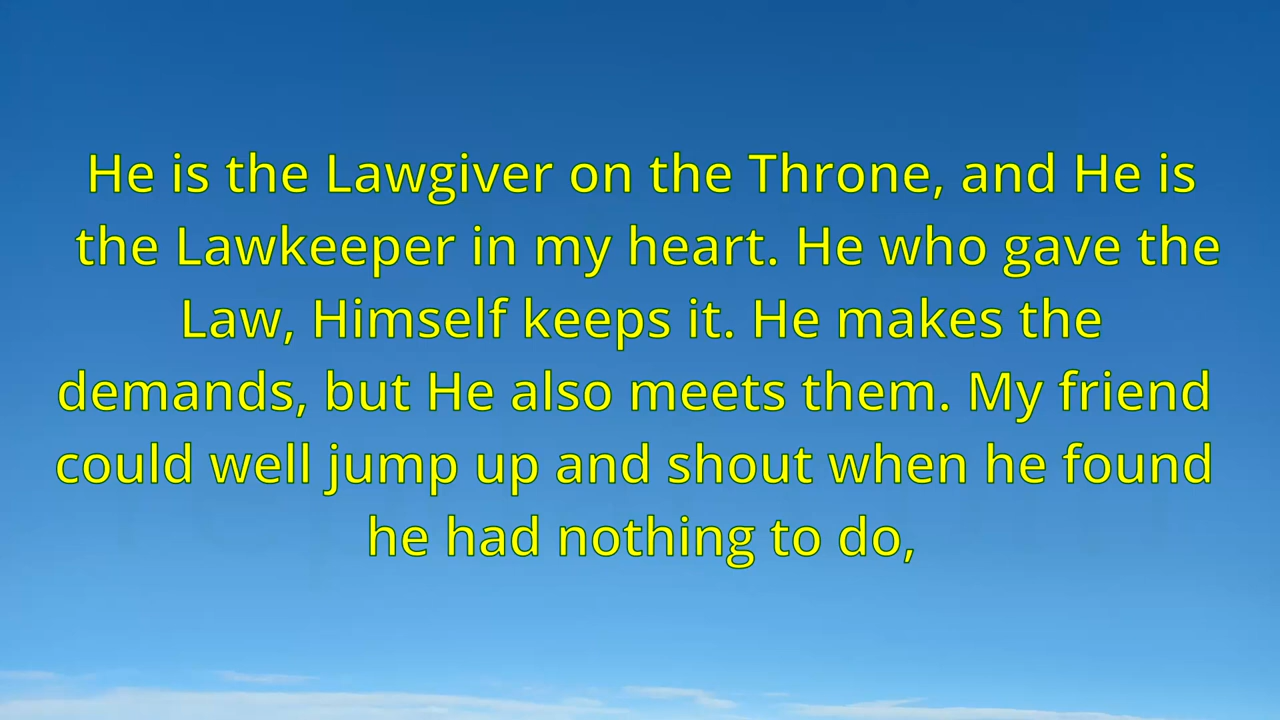 He is the Lawgiver on the Throne, and He is
the Lawkeeper in my heart. He who gave the
Law, Himself keeps it. He makes the
demands, but He also meets them. My friend
could well jump up and shout when he found
he had nothing to do,